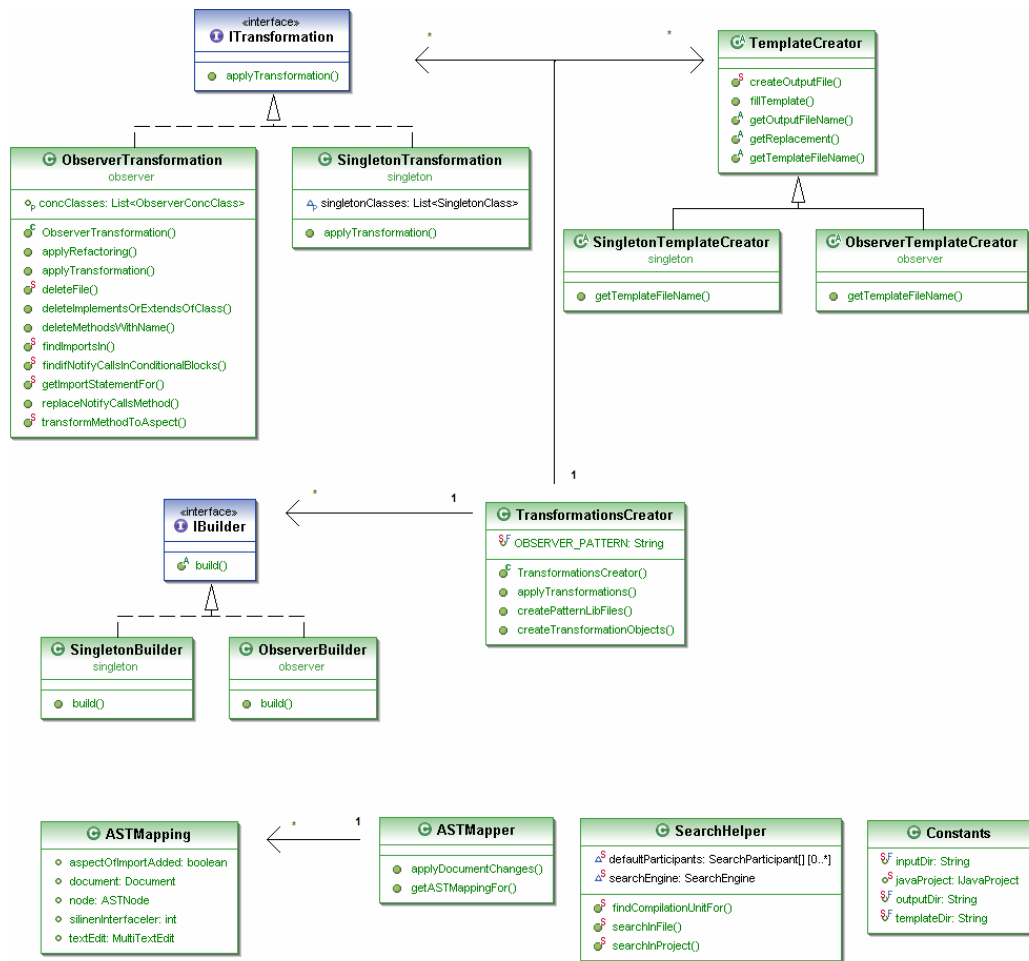 «interface»
ITransformation
applyTransformation()
*
*
TemplateCreator
createOutputFile()
fillTemplate()
getOutputFileName()
getReplacement()
getTemplateFileName()
ObserverTransformation
observer
concClasses: List<ObserverConcClass>
ObserverTransformation()
applyRefactoring()
applyTransformation()
deleteFile()
deleteImplementsOrExtendsOfClass()
deleteMethodsWithName()
findImportsIn()
findifNotifyCallsInConditionalBlocks()
getImportStatementFor()
replaceNotifyCallsMethod()
transformMethodToAspect()
SingletonTransformation
singleton
singletonClasses: List<SingletonClass>
applyTransformation()
SingletonTemplateCreator
singleton
getTemplateFileName()
ObserverTemplateCreator
observer
getTemplateFileName()
1
«interface»
IBuilder
build()
*
1
TransformationsCreator
OBSERVER_PATTERN: String
TransformationsCreator()
applyTransformations()
createPatternLibFiles()
createTransformationObjects()
SingletonBuilder
singleton
build()
ObserverBuilder
observer
build()
ASTMapping
aspectOfImportAdded: boolean
document: Document
node: ASTNode
silinenInterfaceler: int
textEdit: MultiTextEdit
*
1
ASTMapper
applyDocumentChanges()
getASTMappingFor()
SearchHelper
defaultParticipants: SearchParticipant[] [0..*]
searchEngine: SearchEngine
findCompilationUnitFor()
searchInFile()
searchInProject()
Constants
inputDir: String
javaProject: IJavaProject
outputDir: String
templateDir: String